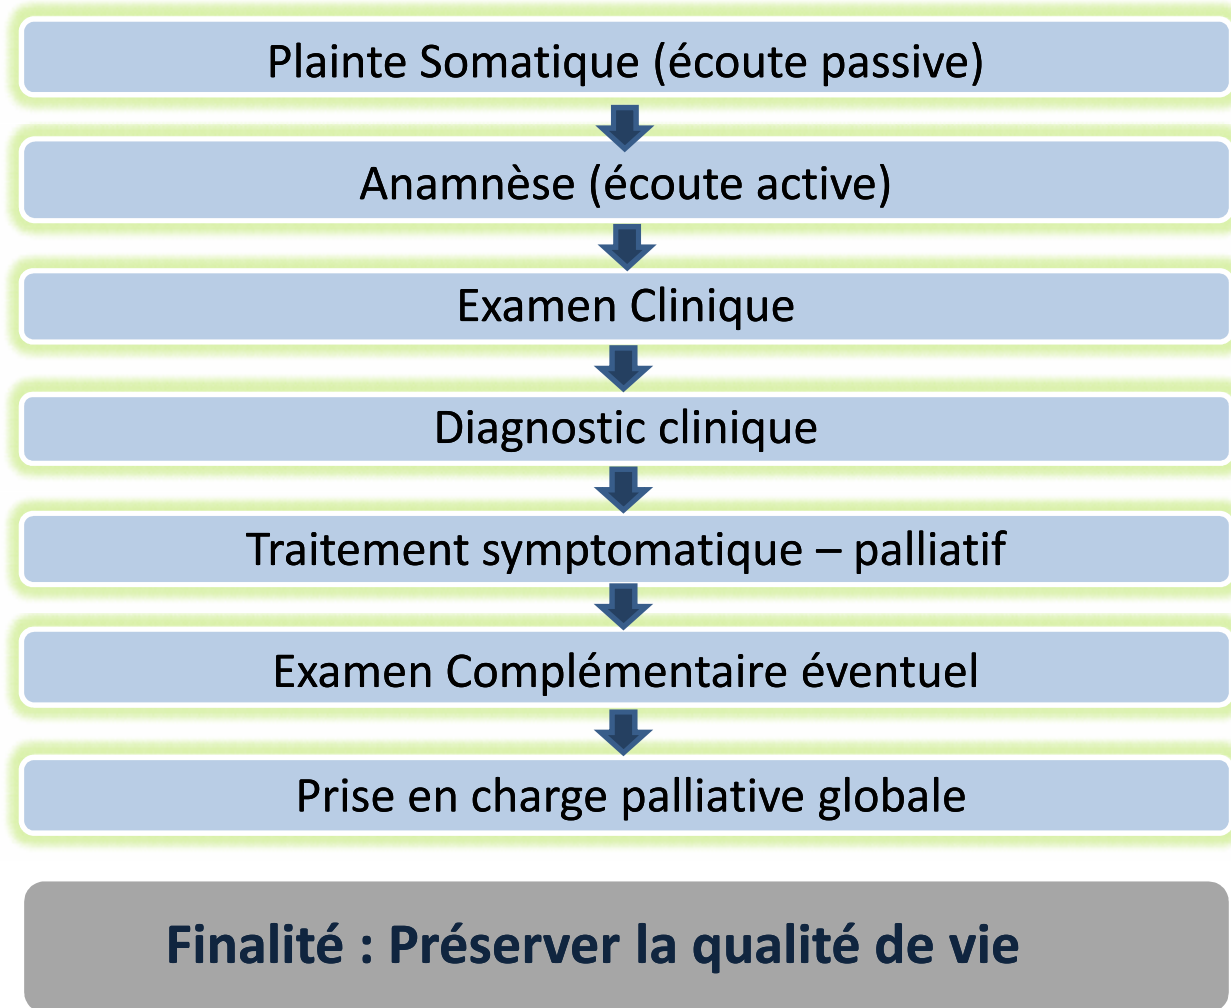 Plainte Somatique (écoute passive)
Anamnèse (écoute active)
Examen Clinique
Diagnostic clinique
Traitement symptomatique – palliatif
Examen Complémentaire éventuel
Prise en charge palliative globale
Finalité : Préserver la qualité de vie